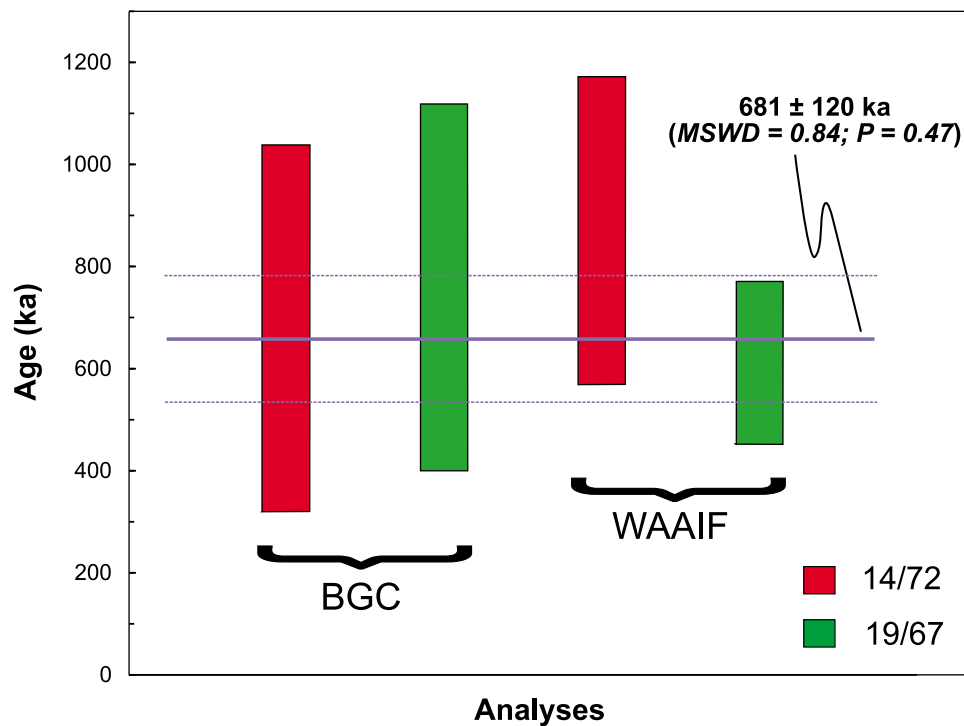 1200
1000
800
600
400
200
0
Age (ka)
681 ± 120 ka
(MSWD = 0.84; P = 0.47)
BGC
WAAIF
14/72
19/67
Analyses